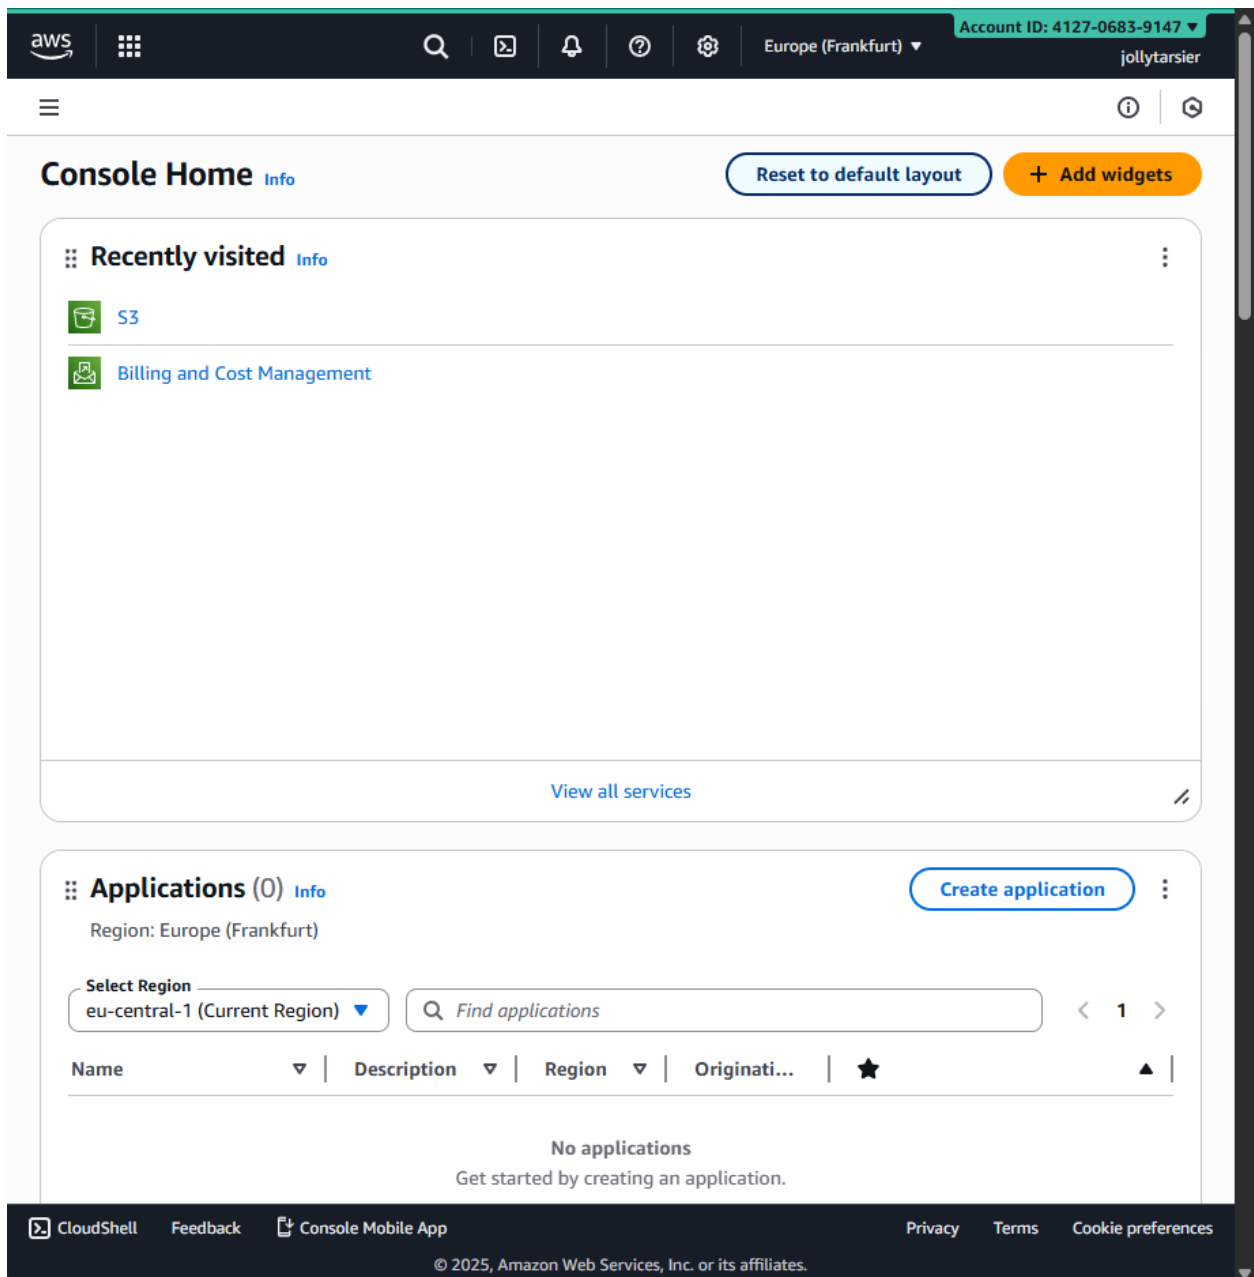 aws
Europe (Frankfurt)
Account ID: 4127-0683-9147
jollytarsier
Console Home Info
Reset to default layout
+ Add widgets
Recently visited Info
S3
Billing and Cost Management
View all services
Applications (0) Info
Create application
Region: Europe (Frankfurt)
Select Region
eu-central-1 (Current Region)
Find applications
1
Name Description Region Originati...
No applications
Get started by creating an application.
CloudShell Feedback Console Mobile App Privacy Terms Cookie preferences
© 2025, Amazon Web Services, Inc. or its affiliates.